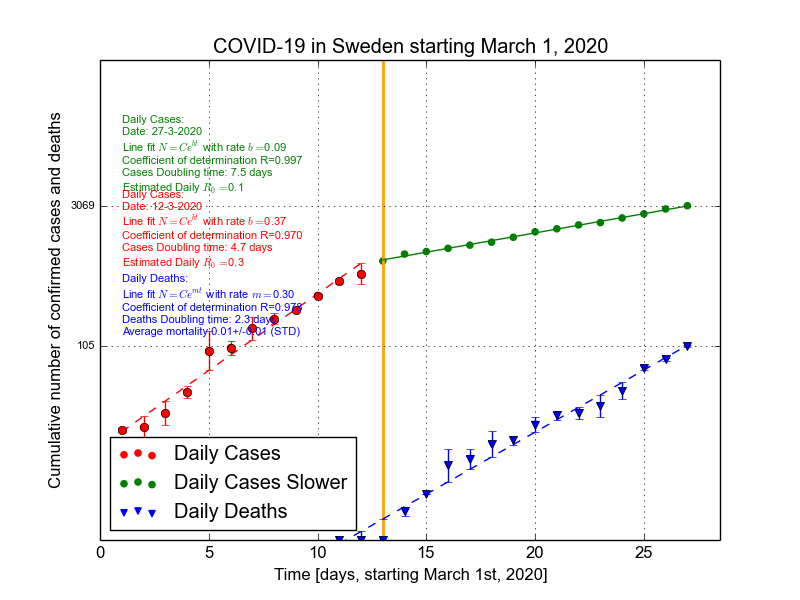 COVID-19 in Sweden starting March 1, 2020
Cumulative number of confirmed cases and deaths
Daily Cases:
Date: 27-3-2020
Line fit N=Ce^{bt} with rate b=0.09
Coefficient of determination R=0.997
Cases Doubling time: 7.5 days
Estimated Daily R_0=0.1
Daily Cases:
Date: 12-3-2020
Line fit N=Ce^{bt} with rate b=0.37
Coefficient of determination R=0.970
Cases Doubling time: 4.7 days
Estimated Daily R_0=0.3
Daily Deaths:
Line fit N=Ce^{mt} with rate m=0.30
Coefficient of determination R=0.978
Deaths Doubling time: 2.3 days
Average mortality 0.01+/-0.01 (STD)
3069
105
Daily Cases
Daily Cases Slower
Daily Deaths
0 5 10 15 20 25
Time [days, starting March 1st, 2020]